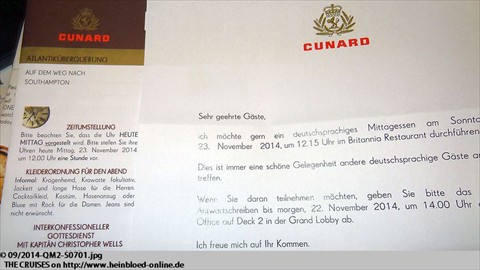 CUNARD
ATLANTIKÜBERQUERUNG
AUF DEM WEG NACH
SOUTHAMPTON
ZEITUMSTELLUNG
Bitte beachten Sie, dass die Uhr HEUTE
MITTAG vorgestellt wird. Bitte stellen Sie ihre
Uhren heute Mittag, 23. November 2014
um 12.00 Uhr eine Stunde vor.
KLEIDERORDNUNG FÜR DEN ABEND
Informal: Kragenhemd, Krawatte fakultativ,
Jackett und lange Hose für die Herren.
Cocktailkleid, Kostüm, Hosenanzug oder
Bluse mit Rock für die Damen. Jeans sind
nicht erwünscht.
INTERKONFESSIONELLER
GOTTESDIENST
MIT KAPITÄN CHRISTOPHER WELLS
CUNARD
Sehr geehrte Gäste,
ich möchte gern ein deutschsprachiges Mittagessen am Sonnta
23. November 2014, um 12.15 Uhr im Britannia Restaurant durchführen
Dies ist immer eine schöne Gelegenheit andere deutschsprachige Gäste an
treffen.
Wenn Sie daran teilnehmen möchten, geben Sie bitte das
Antwortschreiben bis morgen, 22. November 2014, um 14.00 Uhr
Office auf Deck 2 in der Grand Lobby ab.
Ich freue mich auf Ihr Kommen.
© 09/2014-QM2-S0701.jpg
THE CRUISES on http://www.heinbloed-online.de